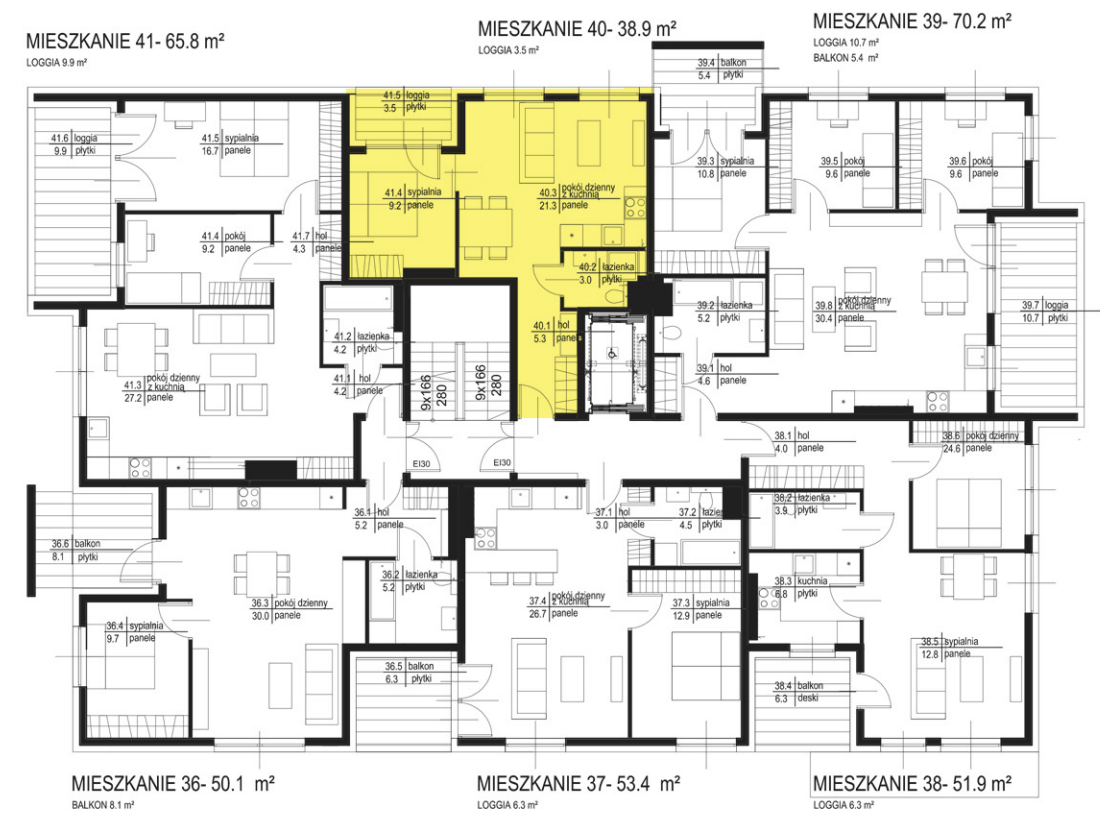 MIESZKANIE 41- 65.8 m²
LOGGIA 9.9 m²
MIESZKANIE 40- 38.9 m²
LOGGIA 3.5 m²
MIESZKANIE 39- 70.2 m²
LOGGIA 10.7 m²
BALKON 5.4 m²
39.4 balkon
5.4 płytki
41.5 loggia
3.5 płytki
41.6 loggia
9.9 płytki
41.5 sypialnia
16.7 panele
39.3 sypialnia
10.8 panele
39.5 pokój
9.6 panele
39.6 pokój
9.6 panele
41.4 sypialnia
9.2 panele
40.3 pokój dzienny
z kuchnią
21.3 panele
41.4 pokój
9.2 panele
41.7 hol
4.3 panele
40.2 łazienka
3.0 płytki
39.2 łazienka
5.2 płytki
39.8 pokój dzienny
z kuchnią
30.4 panele
39.7 loggia
10.7 płytki
41.2 łazienka
4.2 płytki
40.1 hol
5.3 panele
41.3 pokój dzienny
z kuchnią
27.2 panele
41.1 hol
4.2 panele
9x166
280
9x166
280
39.1 hol
4.6 panele
EI30
EI30
38.1 hol
4.0 panele
38.6 pokój dzienny
24.6 panele
36.1 hol
5.2 panele
37.1 hol
3.0 panele
37.2 łazienka
4.5 płytki
38.2 łazienka
3.9 płytki
36.6 balkon
8.1 płytki
36.2 łazienka
5.2 płytki
38.3 kuchnia
6.8 płytki
36.3 pokój dzienny
30.0 panele
37.4 pokój dzienny
z kuchnią
26.7 panele
37.3 sypialnia
12.9 panele
36.4 sypialnia
9.7 panele
38.5 sypialnia
12.8 panele
36.5 balkon
6.3 płytki
38.4 balkon
6.3 deski
MIESZKANIE 36- 50.1 m²
BALKON 8.1 m²
MIESZKANIE 37- 53.4 m²
LOGGIA 6.3 m²
MIESZKANIE 38- 51.9 m²
LOGGIA 6.3 m²